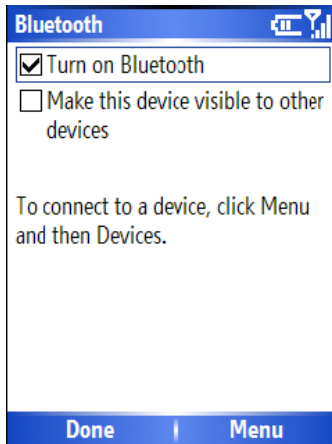 Bluetooth
Turn on Bluetooth
Make this device visible to other
devices
To connect to a device, click Menu
and then Devices.
Done Menu